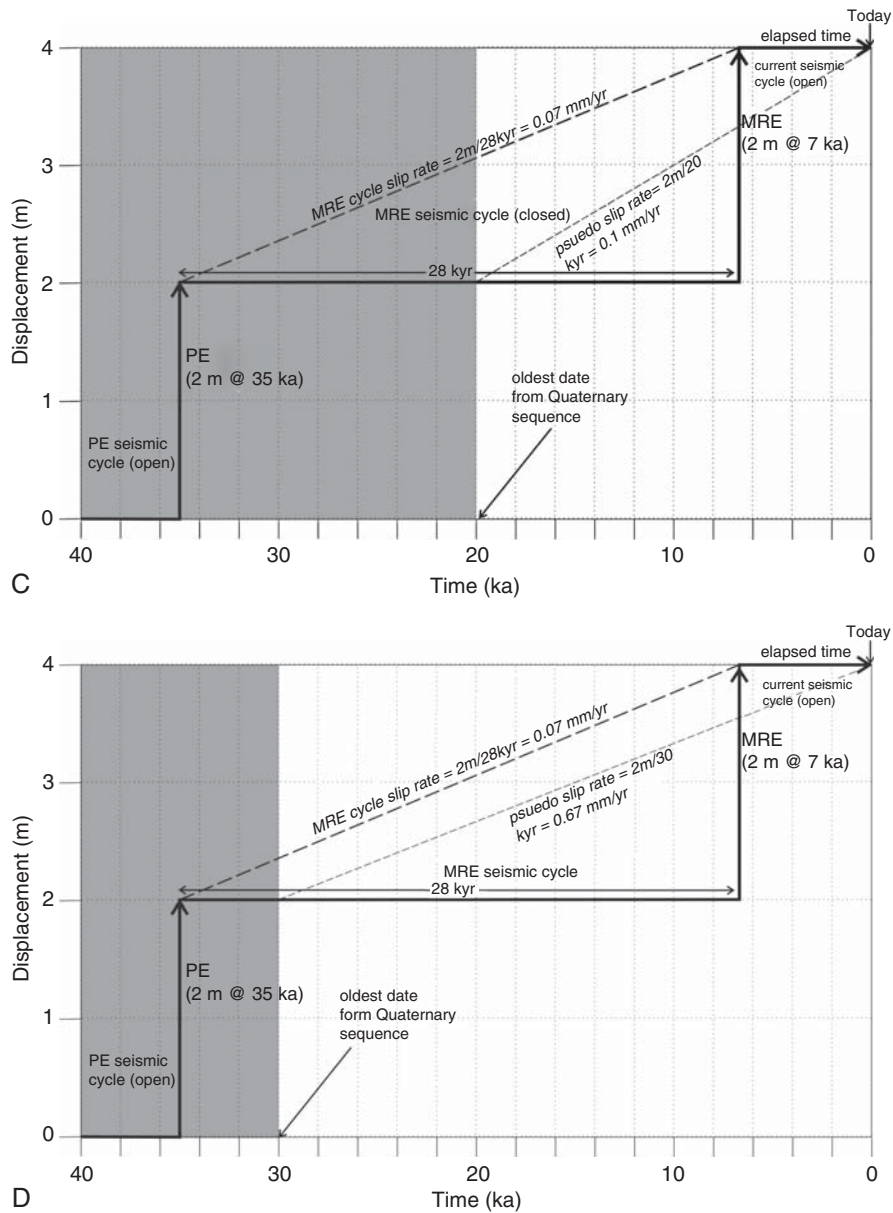 Today
elapsed time
4
current seismic
cycle (open)
MRE cycle slip rate = 2m/28kyr = 0.07 mm/yr
MRE
(2 m @ 7 ka)
3
MRE seismic cycle (closed)
psuedo slip rate= 2m/20
kyr = 0.1 mm/yr
28 kyr
2
Displacement (m)
PE
(2 m @ 35 ka)
oldest date
from Quaternary
sequence
1
PE seismic
cycle (open)
0
40
30
20
10
0
C
Time (ka)
Today
elapsed time
4
current seismic
cycle (open)
MRE cycle slip rate = 2m/28kyr = 0.07 mm/yr
MRE
(2 m @ 7 ka)
3
psuedo slip rate = 2m/30
kyr = 0.67 mm/yr
MRE seismic cycle
28 kyr
2
Displacement (m)
PE
(2 m @ 35 ka)
oldest date
form Quaternary
sequence
1
PE seismic
cycle (open)
0
40
30
20
10
0
D
Time (ka)